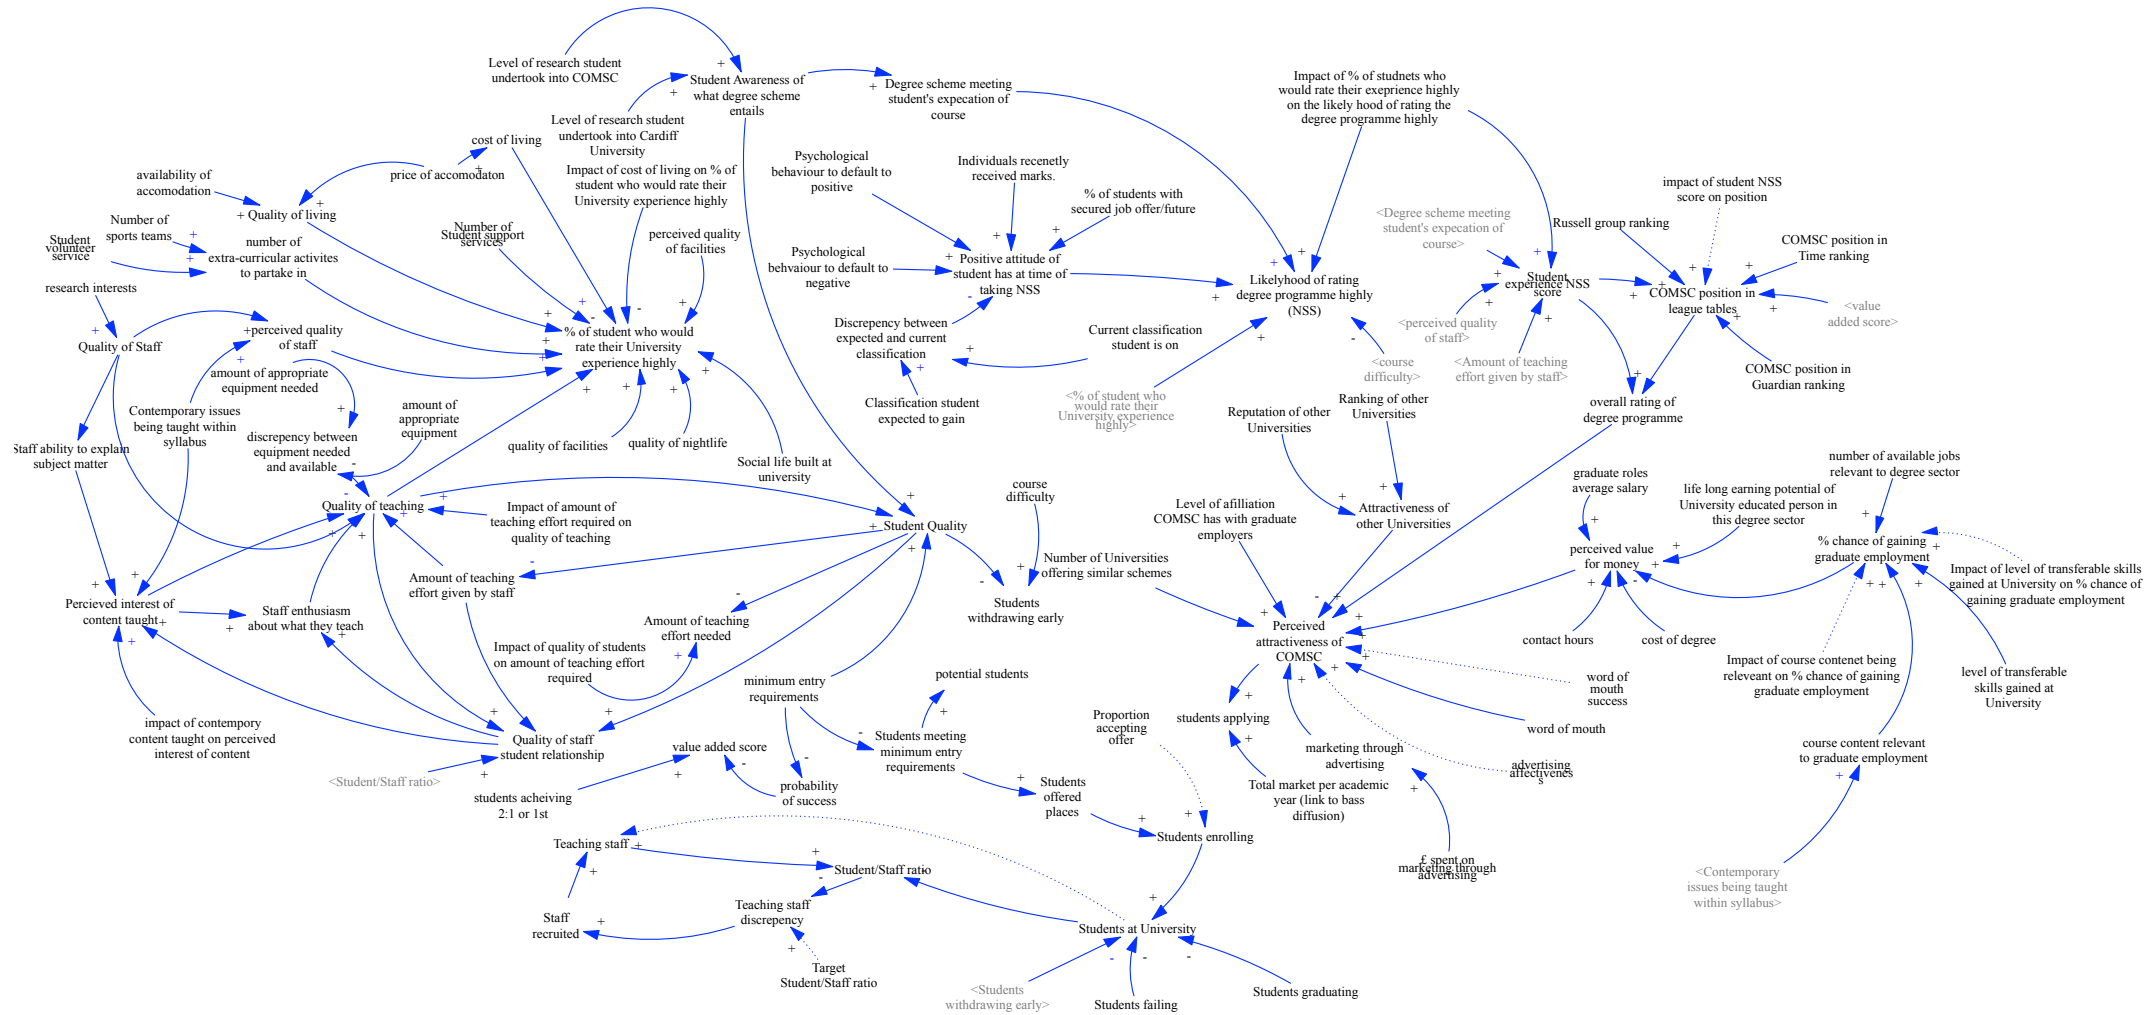 Level of research student
undertook into COMSC
Student Awareness of
what degree scheme
entails
Degree scheme meeting
student's expecation of
course
Impact of % of studnets who
would rate their exeprience highly
on the likely hood of rating the
degree programme highly
Level of research student
undertook into Cardiff
University
cost of living
price of accomodaton
availability of
accomodation
Quality of living
Number of
sports teams
Student
volunteer
service
number of
extra-curricular activites
to partake in
Impact of cost of living on % of
student who would rate their
University experience highly
Number of
Student support
services
perceived quality
of facilities
Psychological
behaviour to default to
positive
Individuals recenetly
received marks.
% of students with
secured job offer/future
Psychological
behvaiour to default to
negative
Positive attitude of
student has at time of
taking NSS
Likelyhood of rating
degree programme highly
(NSS)
<Degree scheme meeting
student's expecation of
course>
impact of student NSS
score on position
Russell group ranking
COMSC position in
Time ranking
Student
experience NSS
score
COMSC position in
league tables
<value
added score>
<perceived quality
of staff>
<Amount of teaching
effort given by staff>
COMSC position in
Guardian ranking
research interests
Quality of Staff
perceived quality
of staff
% of student who would
rate their University
experience highly
Discrepency between
expected and current
classification
Current classification
student is on
<course
difficulty>
amount of appropriate
equipment needed
Contemporary issues
being taught within
syllabus
amount of
appropriate
equipment
discrepency between
equipment needed
and available
Classification student
expected to gain
<% of student who
would rate their
University experience
highly>
Reputation of other
Universities
Ranking of other
Universities
overall rating of
degree programme
Staff ability to explain
subject matter
quality of facilities
quality of nightlife
Social life built at
university
number of available jobs
relevant to degree sector
graduate roles
average salary
life long earning potential of
University educated person in
this degree sector
Quality of teaching
Impact of amount of
teaching effort required on
quality of teaching
Student Quality
course
difficulty
Level of afilliation
COMSC has with graduate
employers
Attractiveness of
other Universities
perceived value
for money
% chance of gaining
graduate employment
Impact of level of transferable skills
gained at University on % chance of
gaining graduate employment
Number of Universities
offering similar schemes
Amount of teaching
effort given by staff
Percieved interest of
content taught
Staff enthusiasm
about what they teach
Amount of teaching
effort needed
Students
withdrawing early
Perceived
attractiveness of
COMSC
contact hours
cost of degree
Impact of quality of students
on amount of teaching effort
required
minimum entry
requirements
potential students
word of
mouth
success
Impact of course contenet being
releveant on % chance of gaining
graduate employment
level of transferable
skills gained at
University
impact of contempory
content taught on perceived
interest of content
Quality of staff
student relationship
value added score
Students meeting
minimum entry
requirements
Proportion
accepting
offer
students applying
word of mouth
marketing through
advertising
course content relevant
to graduate employment
<Student/Staff ratio>
students acheiving
2:1 or 1st
probability
of success
Students
offered
places
Total market per academic
year (link to bass
diffusion)
advertising
affectivenes
s
Teaching staff
Students enrolling
Student/Staff ratio
£ spent on
marketing through
advertising
<Contemporary
issues being taught
within syllabus>
Staff
recruited
Teaching staff
discrepency
Students at University
Target
Student/Staff ratio
<Students
withdrawing early>
Students failing
Students graduating